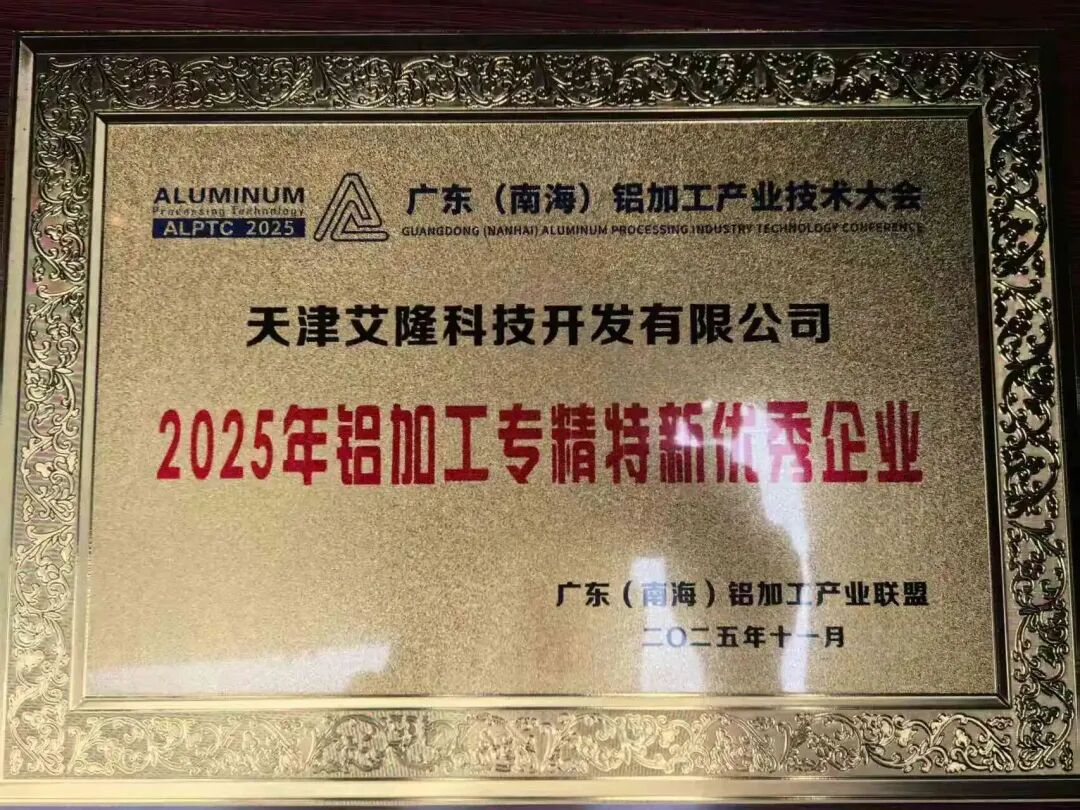 ALUMINUM
Processing Technology
ALPTC 2025
广东（南海）铝加工产业技术大会
GUANGDONG (NANHAI) ALUMINUM PROCESSING INDUSTRY TECHNOLOGY CONFERENCE
天津艾隆科技开发有限公司
2025年铝加工专精特新优秀企业
广东（南海）铝加工产业联盟
二〇二五年十一月